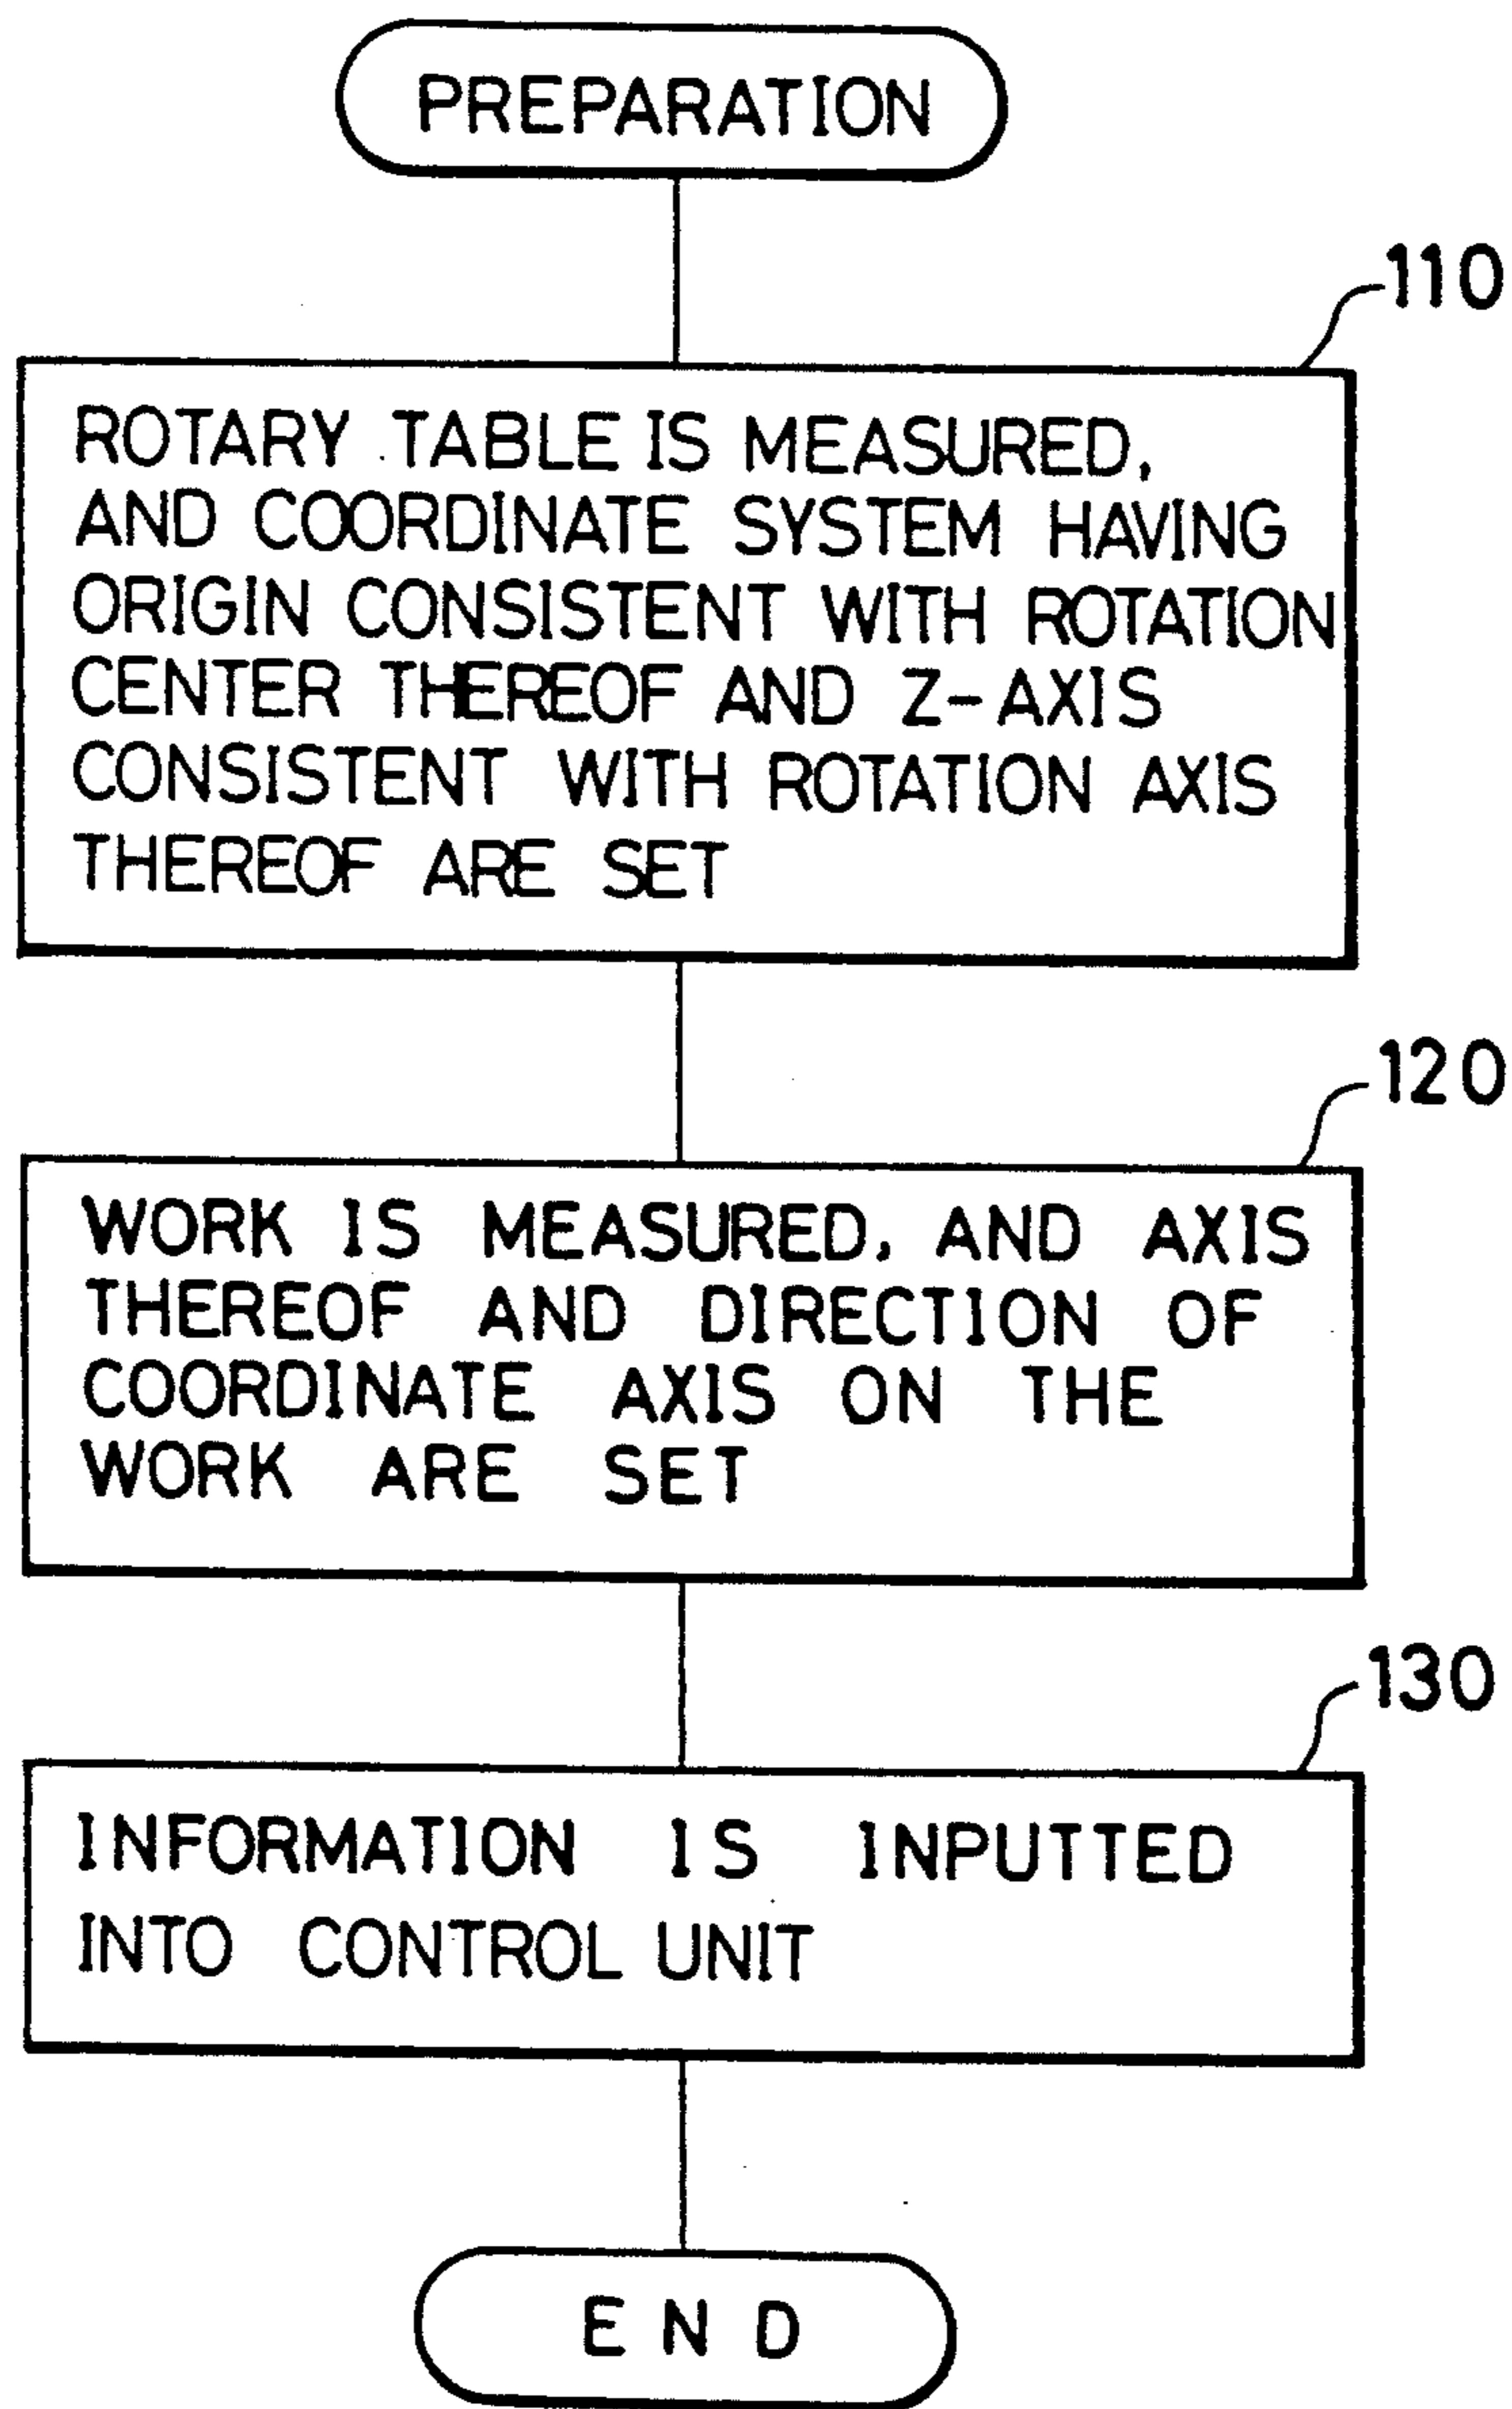 PREPARATION
110
ROTARY TABLE IS MEASURED,
AND COORDINATE SYSTEM HAVING
ORIGIN CONSISTENT WITH ROTATION
CENTER THEREOF AND Z-AXIS
CONSISTENT WITH ROTATION AXIS
THEREOF ARE SET
120
WORK IS MEASURED, AND AXIS
THEREOF AND DIRECTION OF
COORDINATE AXIS ON THE
WORK ARE SET
130
INFORMATION IS INPUTTED
INTO CONTROL UNIT
END